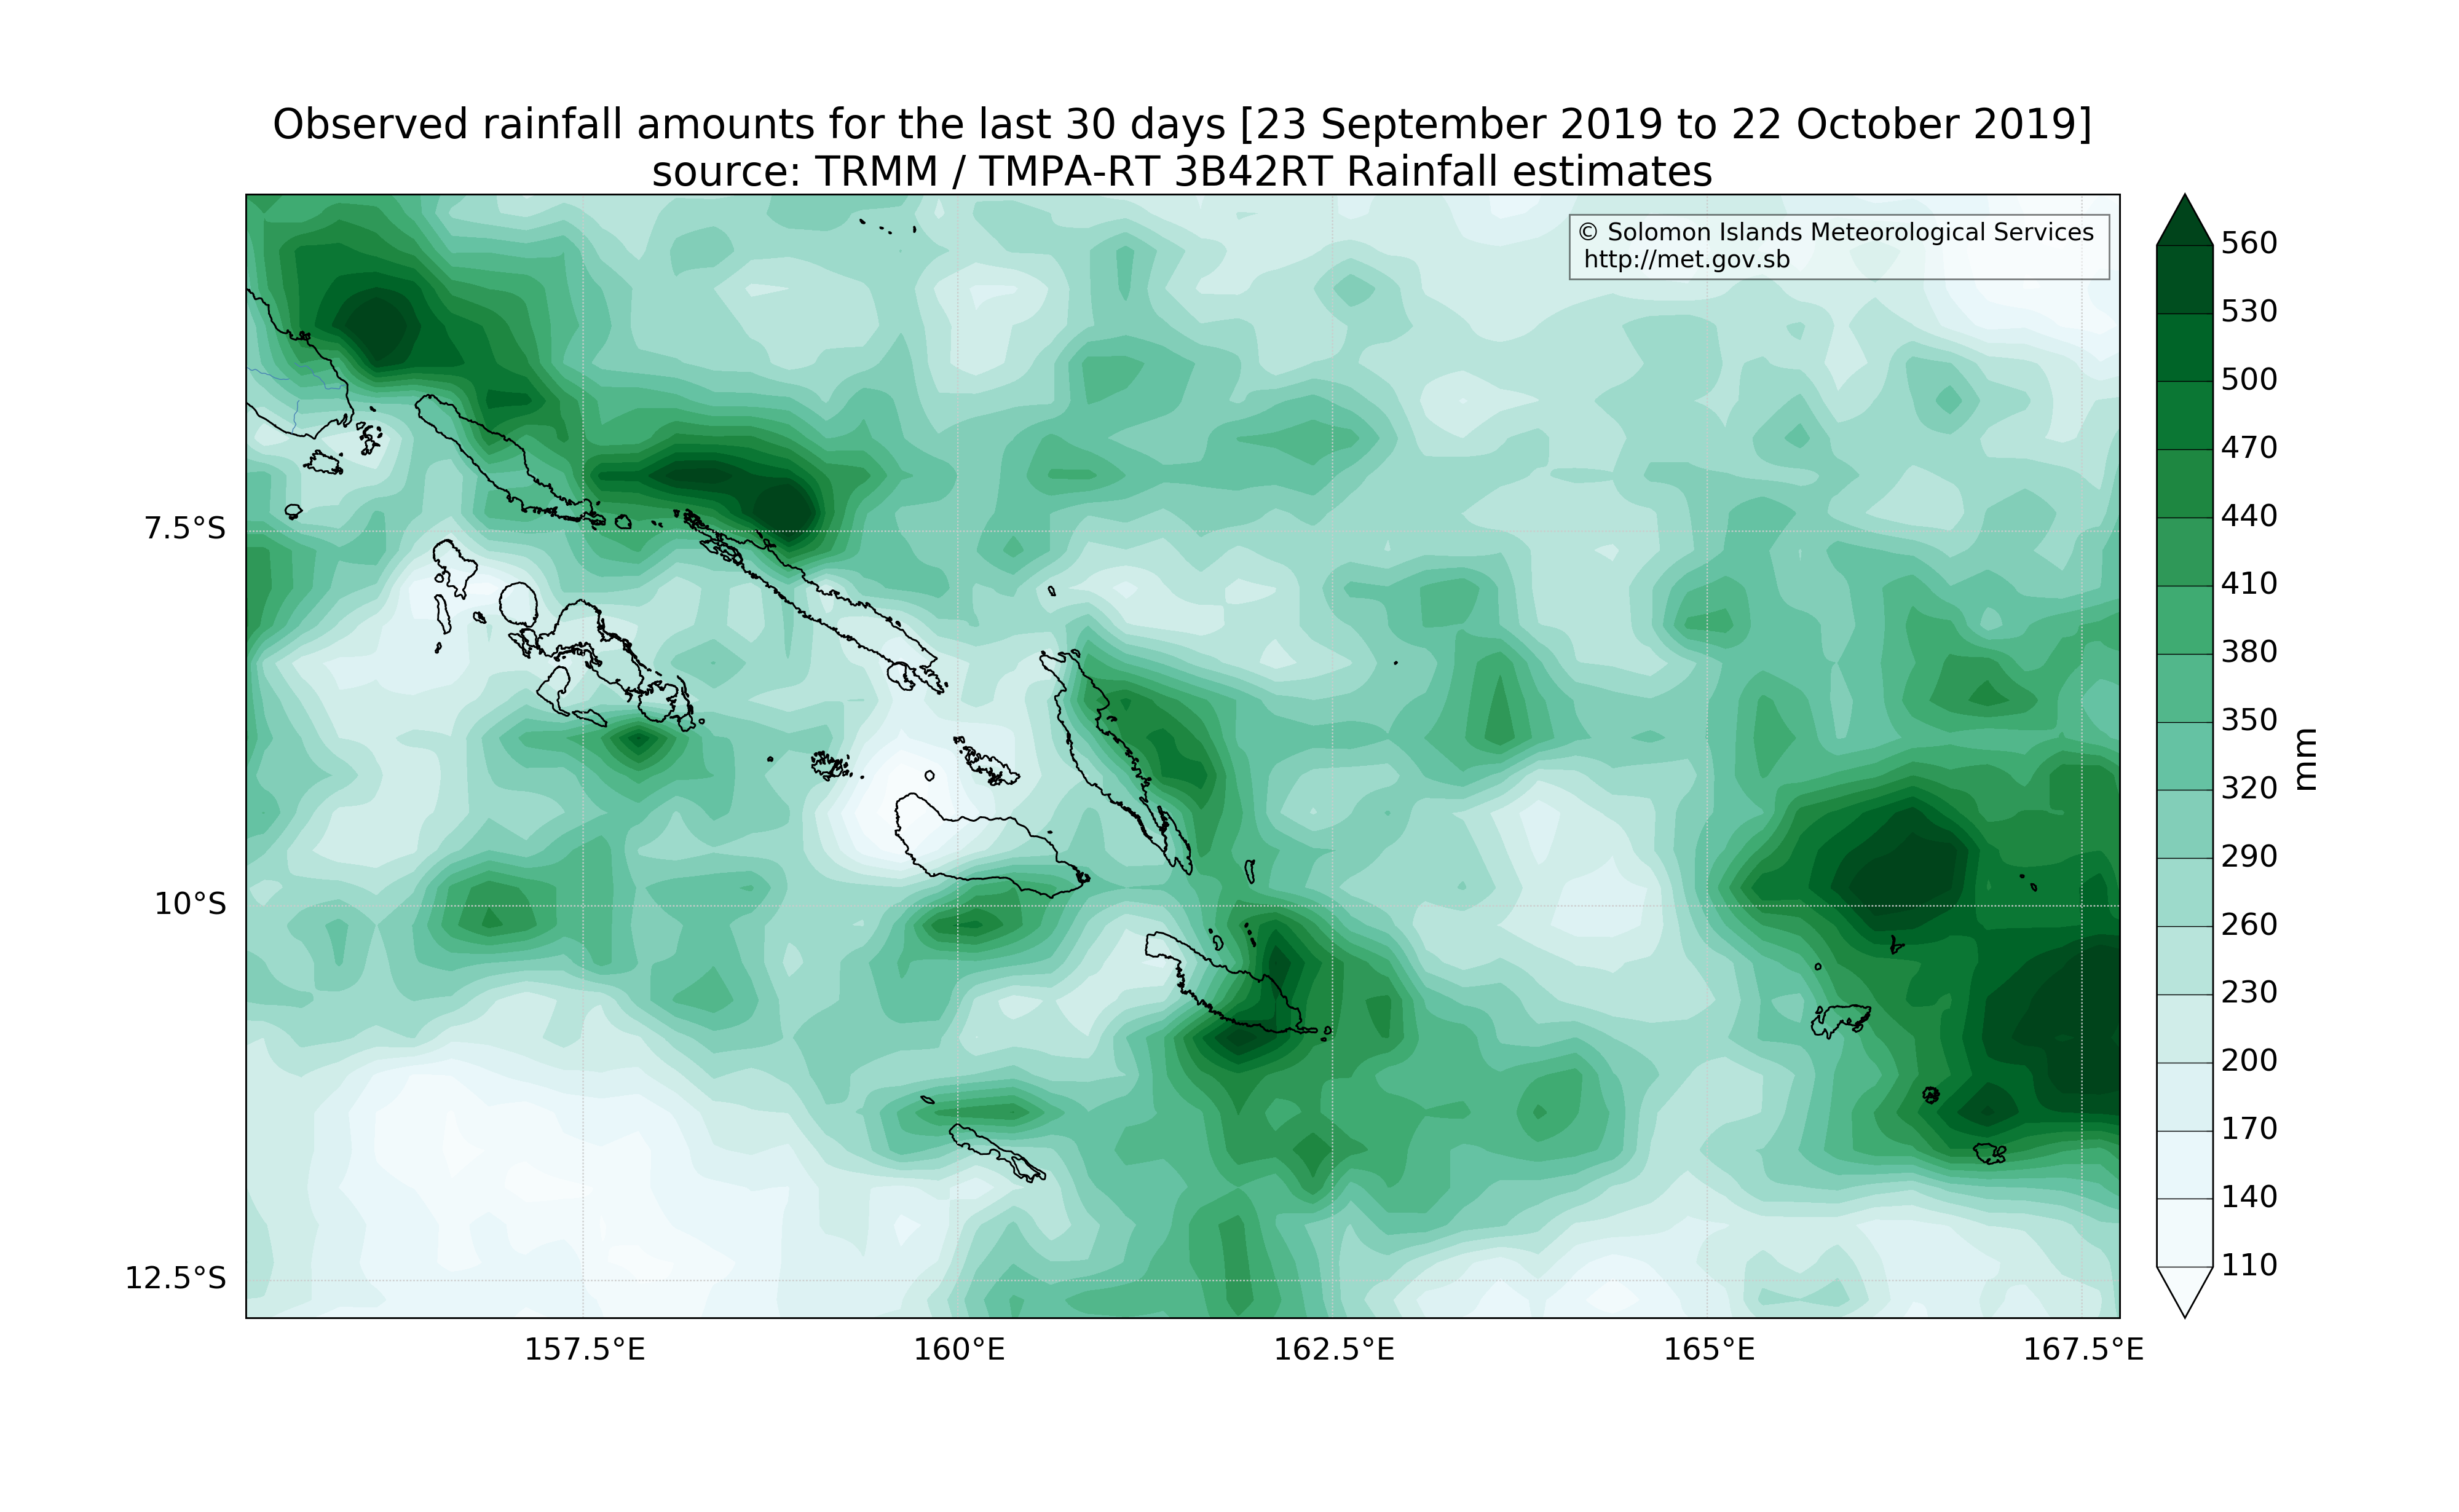 Observed rainfall amounts for the last 30 days [23 September 2019 to 22 October 2019]
source: TRMM / TMPA-RT 3B42RT Rainfall estimates
© Solomon Islands Meteorological Services
http://met.gov.sb
7.5°S
10°S
12.5°S
157.5°E
160°E
162.5°E
165°E
167.5°E
560
530
500
470
440
410
380
350
320
290
260
230
200
170
140
110
mm